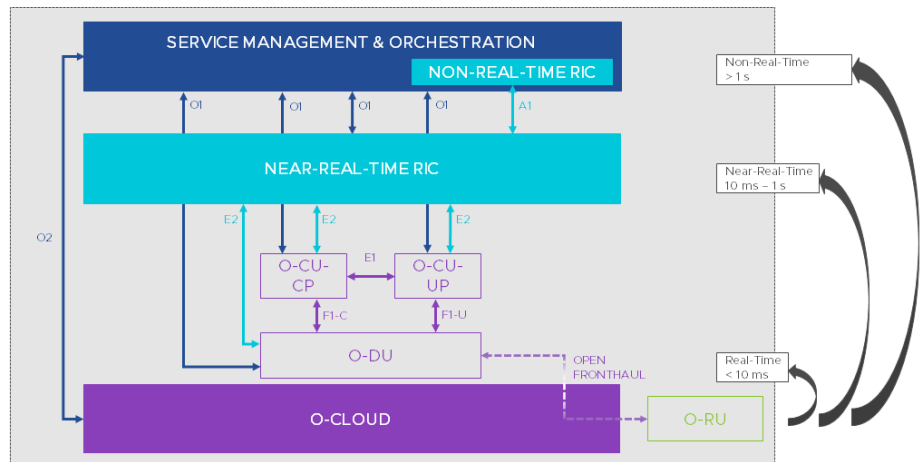 SERVICE MANAGEMENT & ORCHESTRATION
NON-REAL-TIME RIC
Non-Real-Time
> 1 s
O1
O1
O1
O1
A1
NEAR-REAL-TIME RIC
Near-Real-Time
10 ms – 1 s
E2
E2
E2
O2
E1
O-CU-
CP
O-CU-
UP
F1-C
F1-U
O-DU
OPEN
FRONTHAUL
Real-Time
< 10 ms
O-CLOUD
O-RU